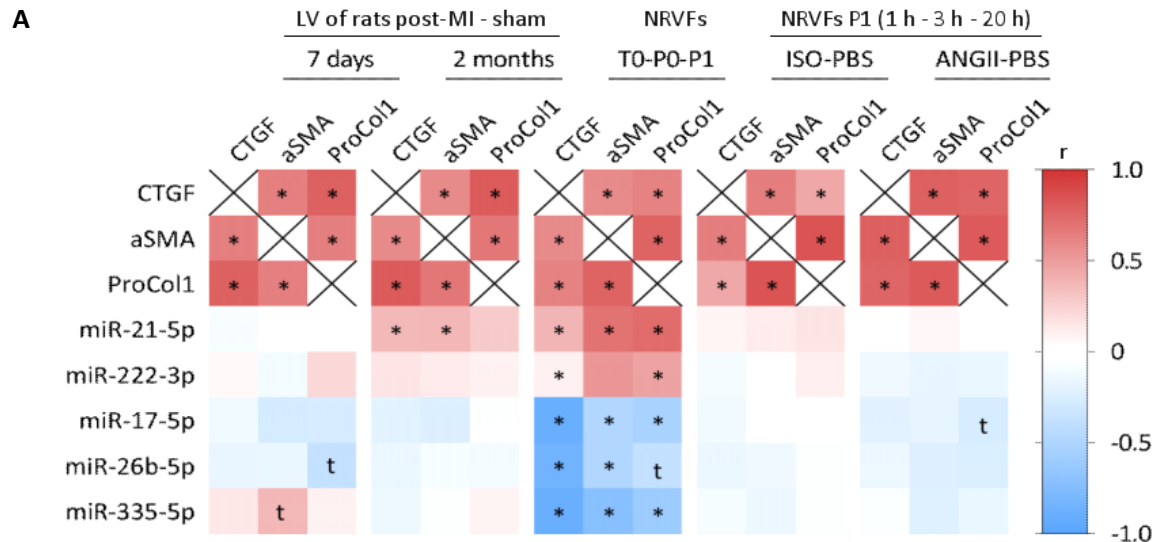 A
LV of rats post-MI - sham NRVFs NRVFs P1 (1 h - 3 h - 20 h)
7 days 2 months T0-P0-P1 ISO-PBS ANGII-PBS
CTGF aSMA ProCol1 CTGF aSMA ProCol1 CTGF aSMA ProCol1 CTGF aSMA ProCol1 CTGF aSMA ProCol1 r
CTGF * * * * * * * * * * 1.0
aSMA * * * * * * * * * *
ProCol1 * * * * * * * * * * 0.5
miR-21-5p * * * * * 0
miR-222-3p * *
miR-17-5p * * * t
miR-26b-5p t * * t -0.5
miR-335-5p t * * * -1.0